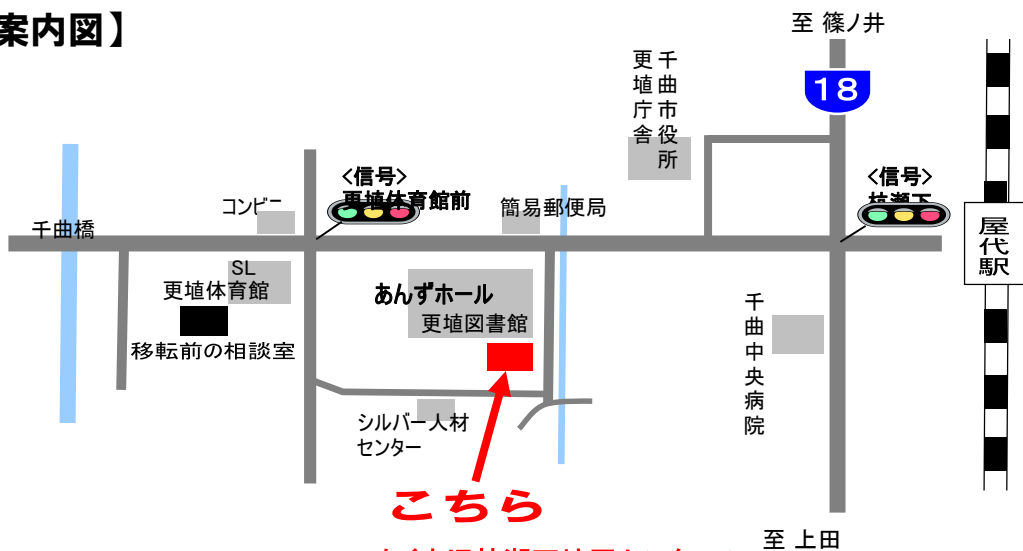 案内図】
至 篠ノ井
18
千曲市役所
更埴庁舎
<信号>
更埴体育館前
<信号>
杭瀬下
コンビニ
簡易郵便局
千曲橋
屋代駅
SL
更埴体育館
あんずホール
更埴図書館
移転前の相談室
千曲中央病院
シルバー人材
センター
こちら
至 上田